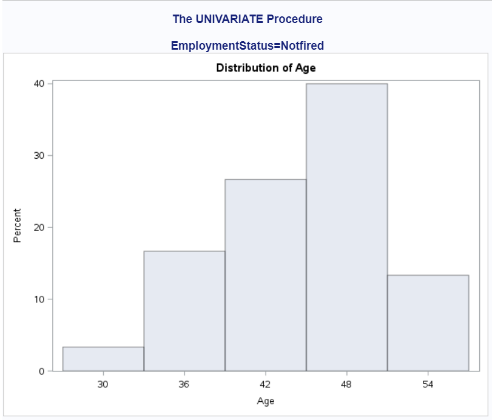 The UNIVARIATE Procedure
EmploymentStatus=Notfired
Distribution of Age
40
30
20
10
0
Percent
30 36 42 48 54
Age